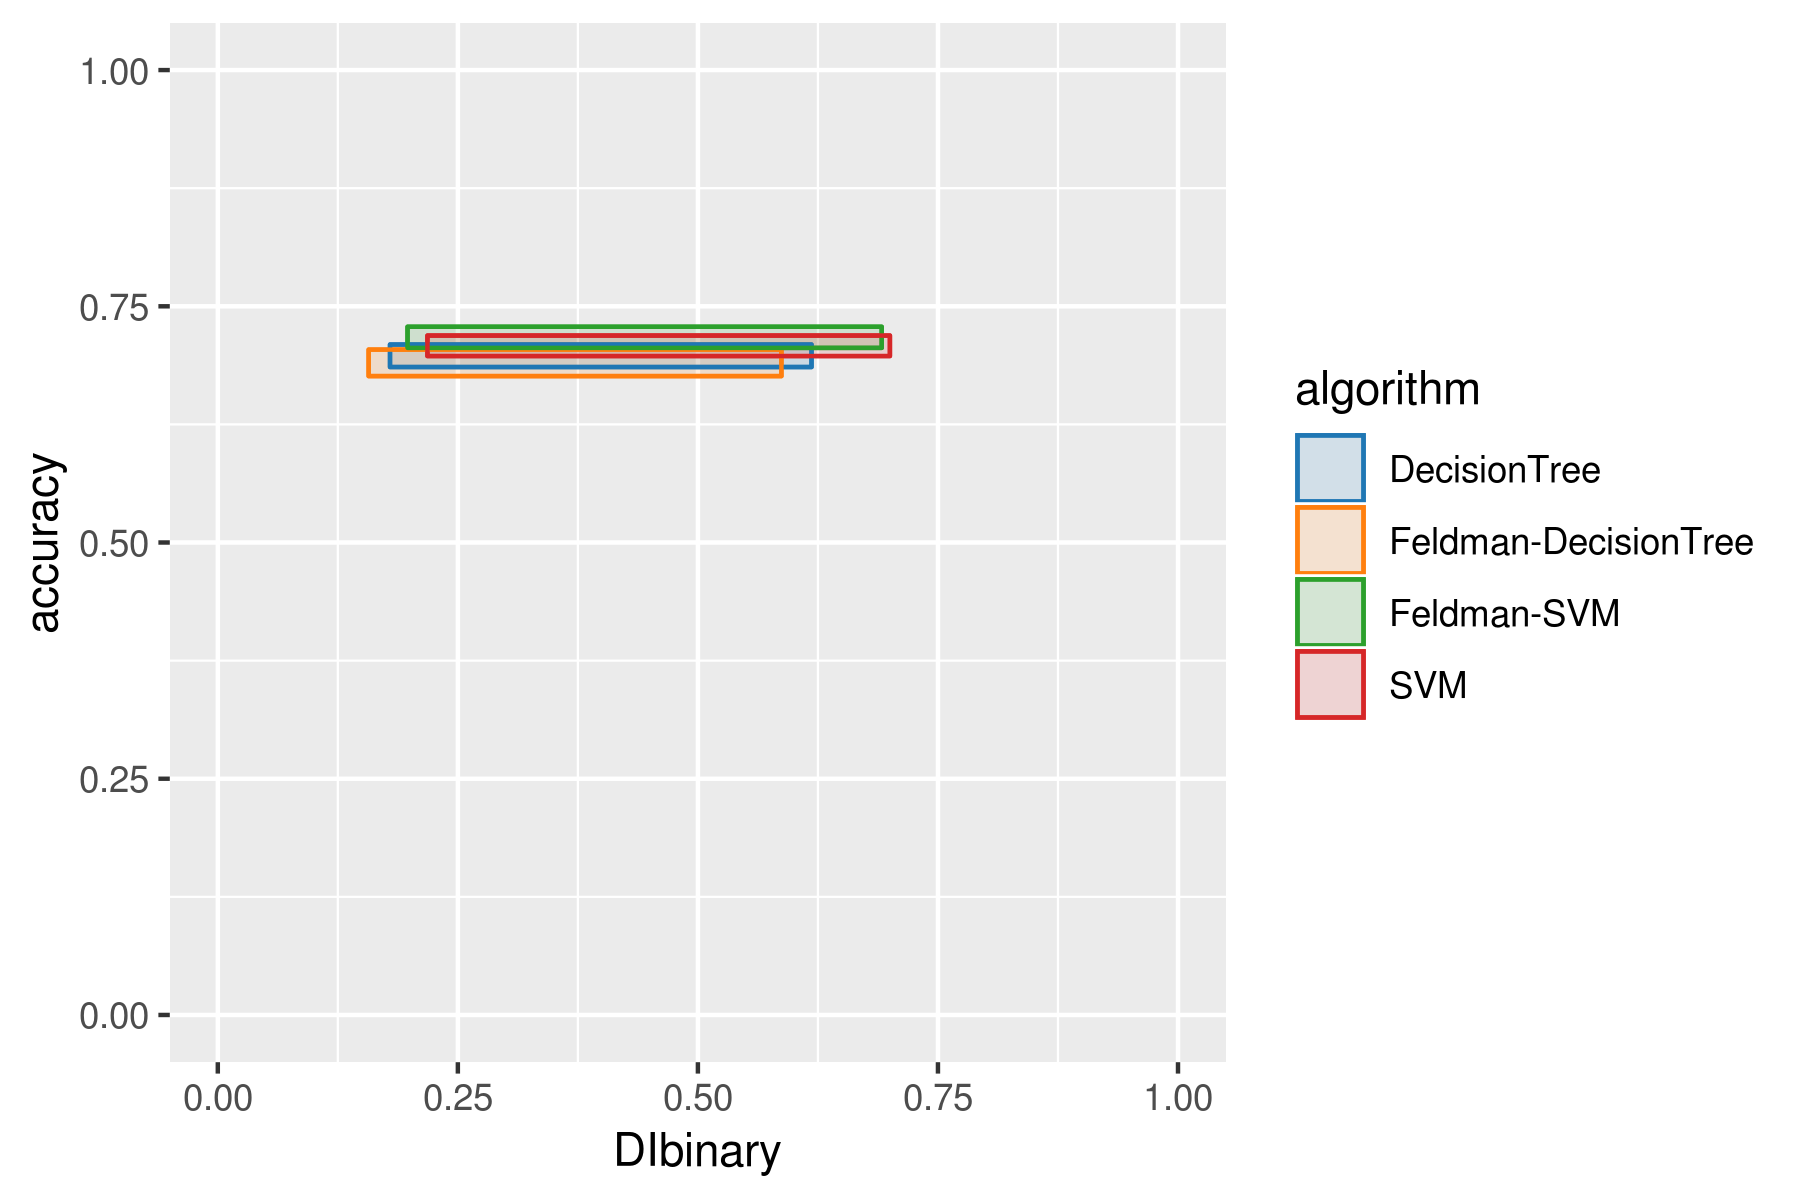 1.00
0.75
0.50
0.25
0.00
accuracy
0.00 0.25 0.50 0.75 1.00
DIbinary
algorithm
DecisionTree
Feldman-DecisionTree
Feldman-SVM
SVM